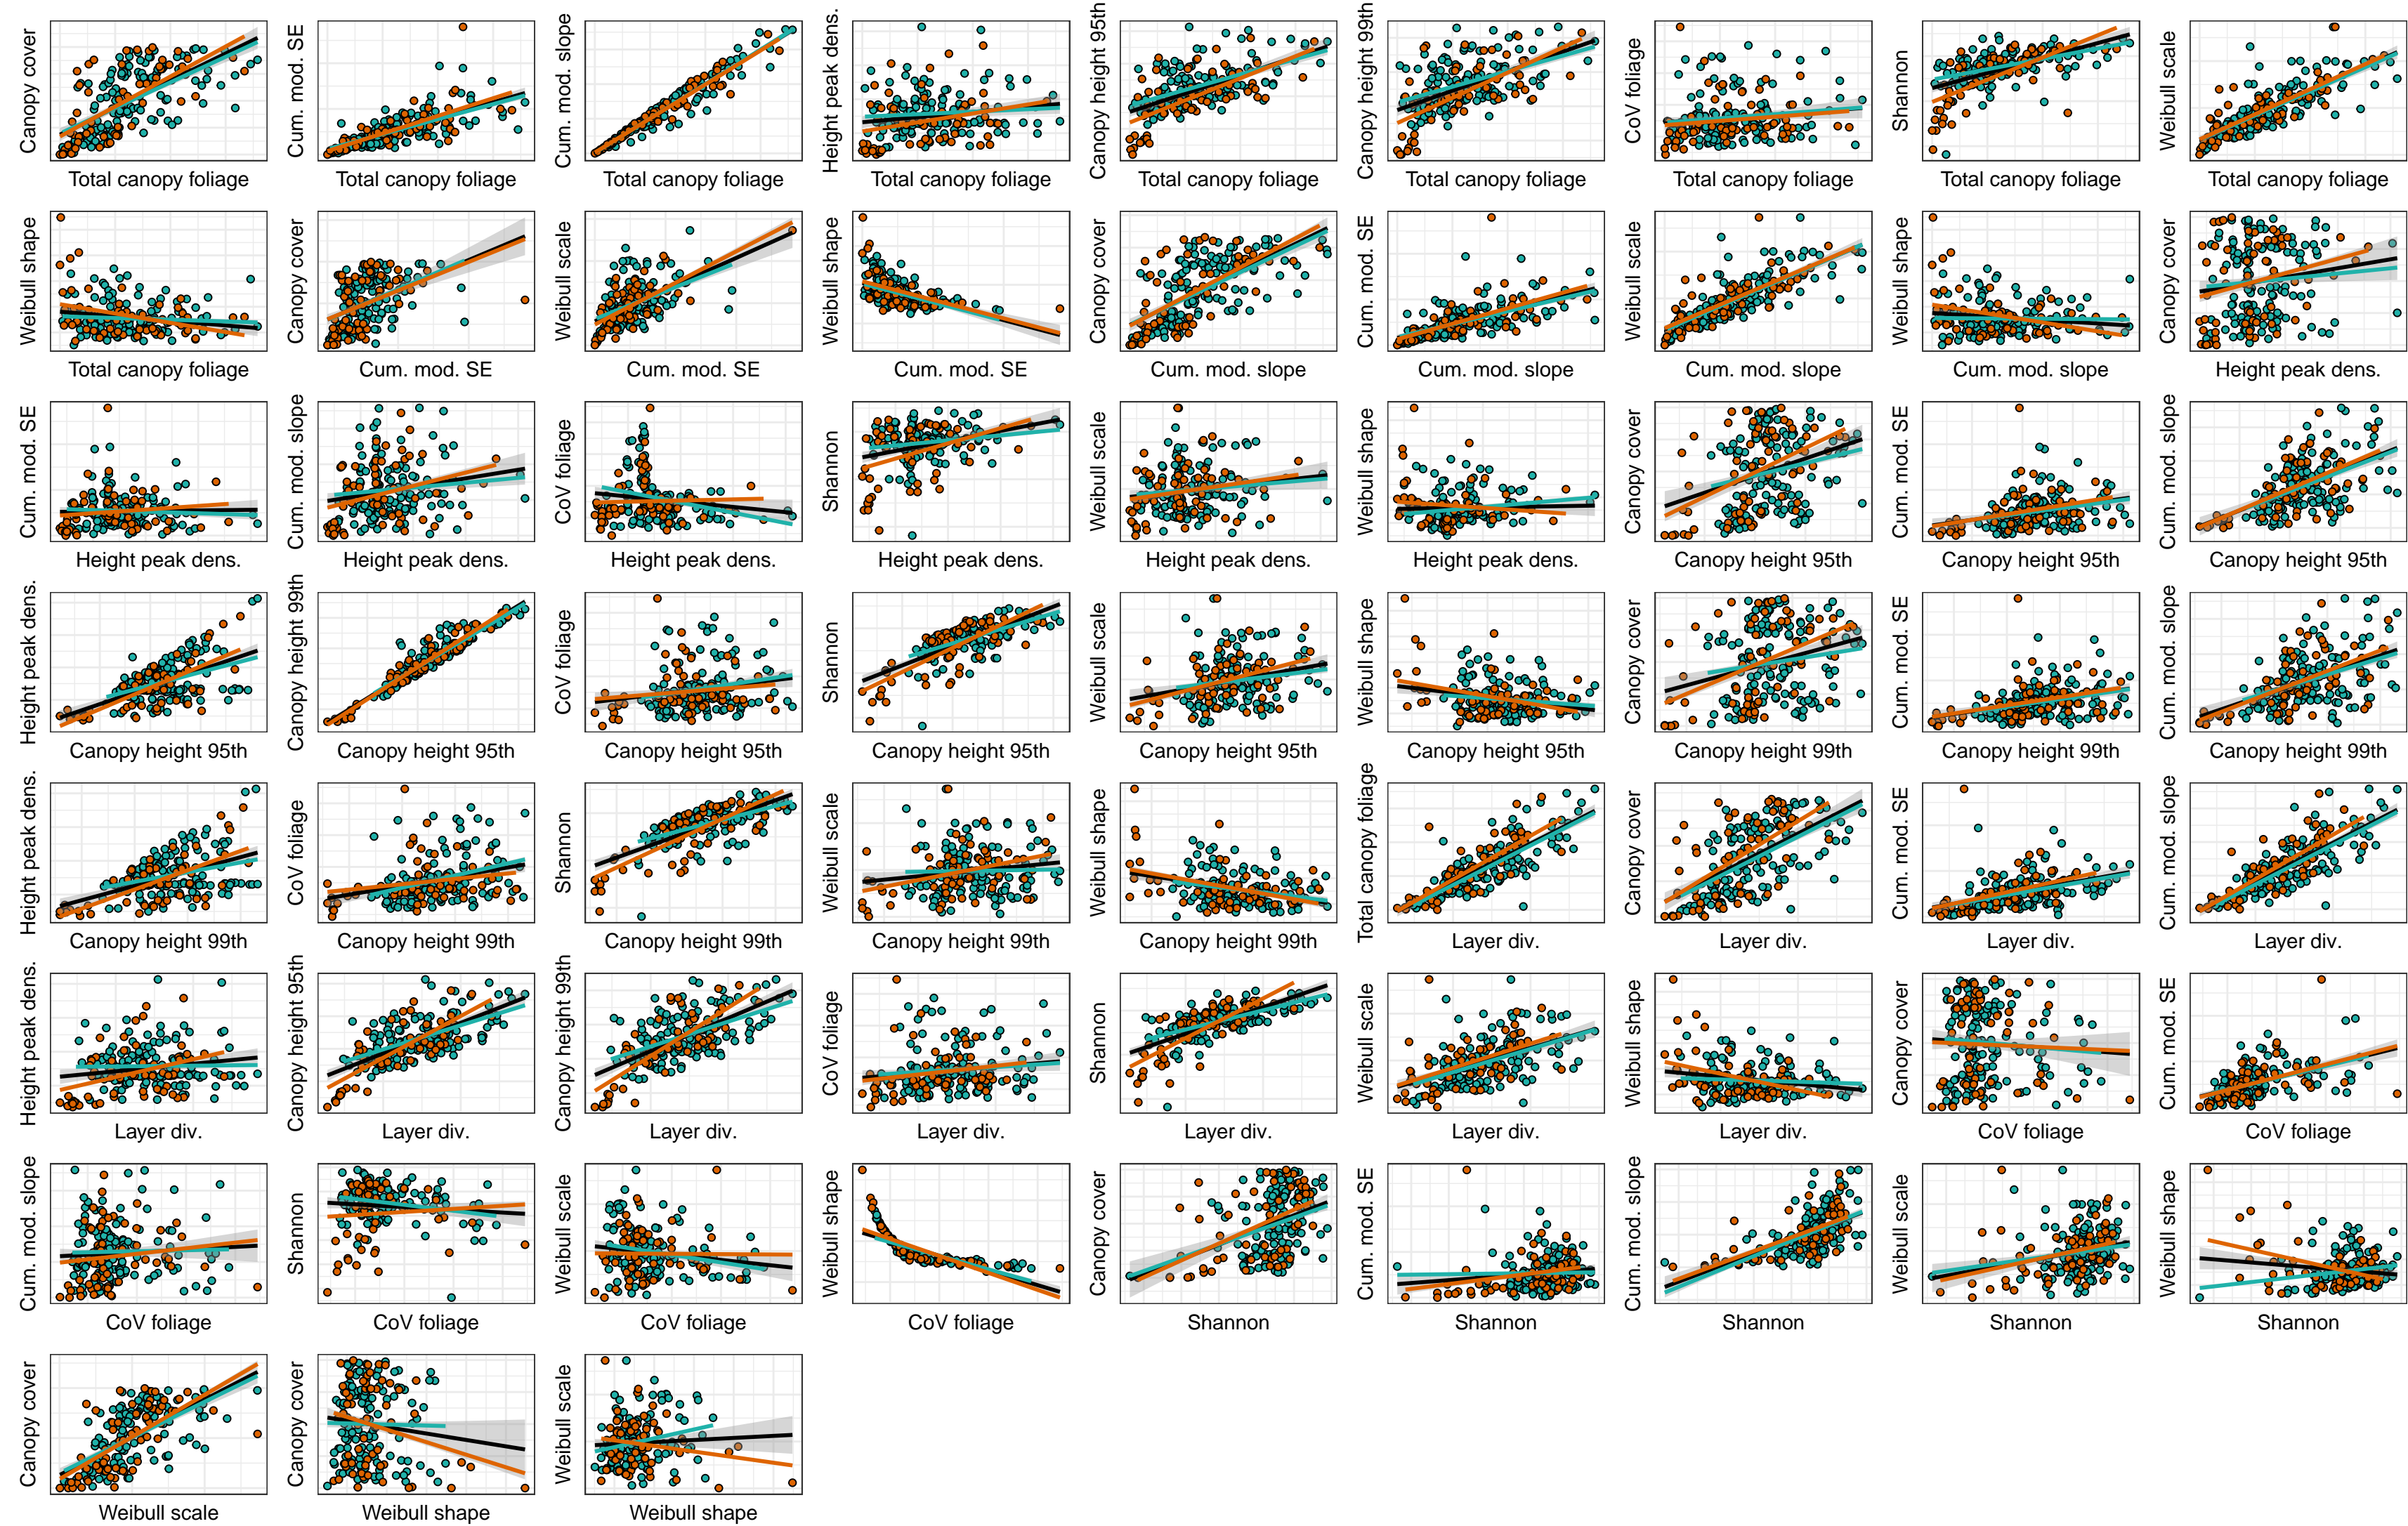 Canopy cover
Total canopy foliage
Cum. mod. SE
Total canopy foliage
Cum. mod. slope
Total canopy foliage
Height peak dens.
Total canopy foliage
Canopy height 95th
Total canopy foliage
Canopy height 99th
Total canopy foliage
CoV foliage
Total canopy foliage
Shannon
Total canopy foliage
Weibull scale
Total canopy foliage
Weibull shape
Total canopy foliage
Canopy cover
Cum. mod. SE
Weibull scale
Cum. mod. SE
Weibull shape
Cum. mod. SE
Canopy cover
Cum. mod. slope
Cum. mod. SE
Cum. mod. slope
Weibull scale
Cum. mod. slope
Weibull shape
Cum. mod. slope
Canopy cover
Height peak dens.
Cum. mod. SE
Height peak dens.
Cum. mod. slope
Height peak dens.
CoV foliage
Height peak dens.
Shannon
Height peak dens.
Weibull scale
Height peak dens.
Weibull shape
Height peak dens.
Canopy cover
Canopy height 95th
Cum. mod. SE
Canopy height 95th
Cum. mod. slope
Canopy height 95th
Height peak dens.
Canopy height 95th
Canopy height 99th
Canopy height 95th
CoV foliage
Canopy height 95th
Shannon
Canopy height 95th
Weibull scale
Canopy height 95th
Weibull shape
Canopy height 95th
Canopy cover
Canopy height 99th
Cum. mod. SE
Canopy height 99th
Cum. mod. slope
Canopy height 99th
Height peak dens.
Canopy height 99th
CoV foliage
Canopy height 99th
Shannon
Canopy height 99th
Weibull scale
Canopy height 99th
Weibull shape
Canopy height 99th
Total canopy foliage
Layer div.
Canopy cover
Layer div.
Cum. mod. SE
Layer div.
Cum. mod. slope
Layer div.
Height peak dens.
Layer div.
Canopy height 95th
Layer div.
Canopy height 99th
Layer div.
CoV foliage
Layer div.
Shannon
Layer div.
Weibull scale
Layer div.
Weibull shape
Layer div.
Canopy cover
CoV foliage
Cum. mod. SE
CoV foliage
Cum. mod. slope
CoV foliage
Shannon
CoV foliage
Weibull scale
CoV foliage
Weibull shape
CoV foliage
Canopy cover
Shannon
Cum. mod. SE
Shannon
Cum. mod. slope
Shannon
Weibull scale
Shannon
Weibull shape
Shannon
Canopy cover
Weibull scale
Canopy cover
Weibull shape
Weibull scale
Weibull shape